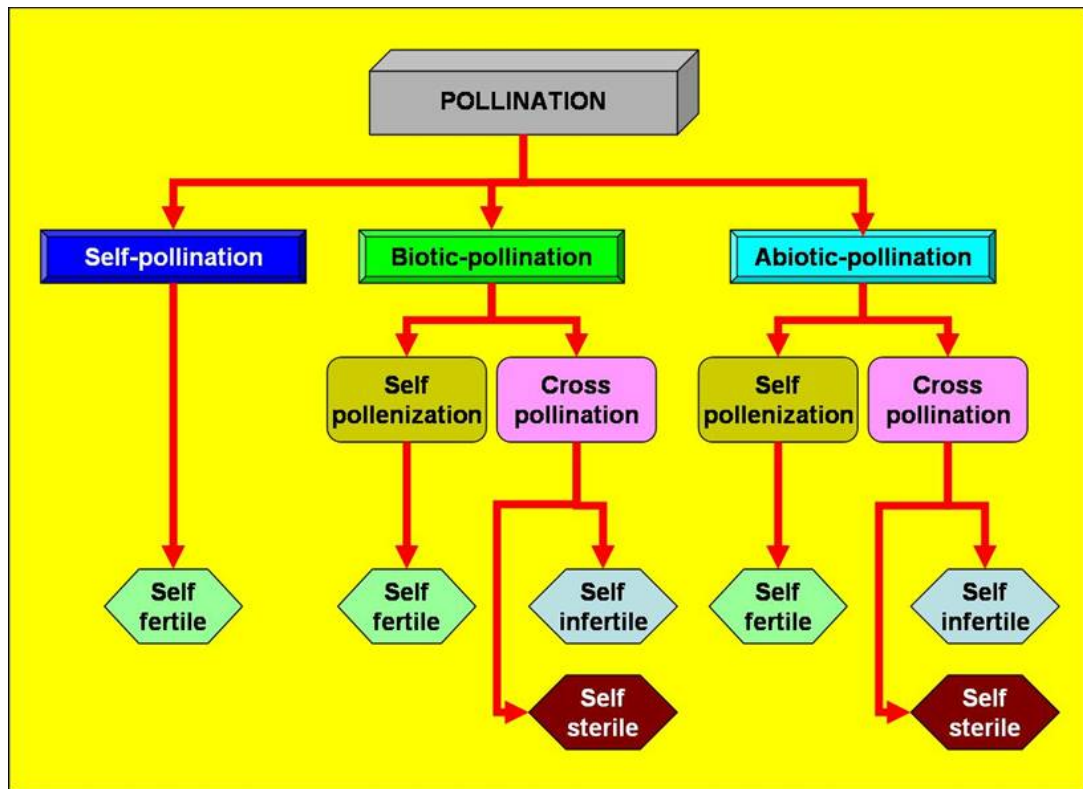 POLLINATION
Self-pollination
Biotic-pollination
Abiotic-pollination
Self
pollenization
Cross
pollination
Self
pollenization
Cross
pollination
Self
fertile
Self
fertile
Self
infertile
Self
fertile
Self
infertile
Self
sterile
Self
sterile